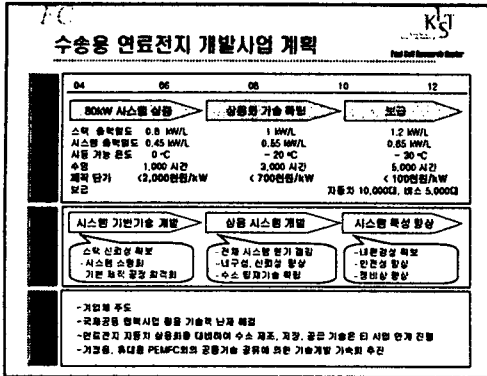 FC
KIST
수송용 연료전지 개발사업 계획
Fuel Cell Research Center
04 06 08 10 12
80kW 시스템 실증 상용화 기술 확립 보급
스택 출력밀도 0.8 kW/L 1 kW/L 1.2 kW/L
시스템 출력밀도 0.45 kW/L 0.55 kW/L 0.65 kW/L
시동 가능 온도 0 ℃ - 20 ℃ - 30 ℃
수명 1,000 시간 3,000 시간 5,000 시간
제작 단가 <2,000천원/kW < 700천원/kW < 100천원/kW
보급 자동차 10,000대, 버스 5,000대
시스템 기반기술 개발 상용 시스템 개발 시스템 특성 향상
스택 신뢰성 확보 -전체 시스템 -내환경성 확보
-시스템 소형화 -내구성, 신뢰성 향상 -안전성 향상
기본 제작 공정 -수소 탑재기술 확립 향상
-기업체 주도
-국제공동 협력사업 기술적 난제 해결
-연료전지 자동차 상용화를 대비하여 수소 제조, 저장, 공급 기술은 타 사업 연계 진행
-가정용, 휴대용 PEMFC와의 공통기술 공유에 의한 기술개발 가속화 추진